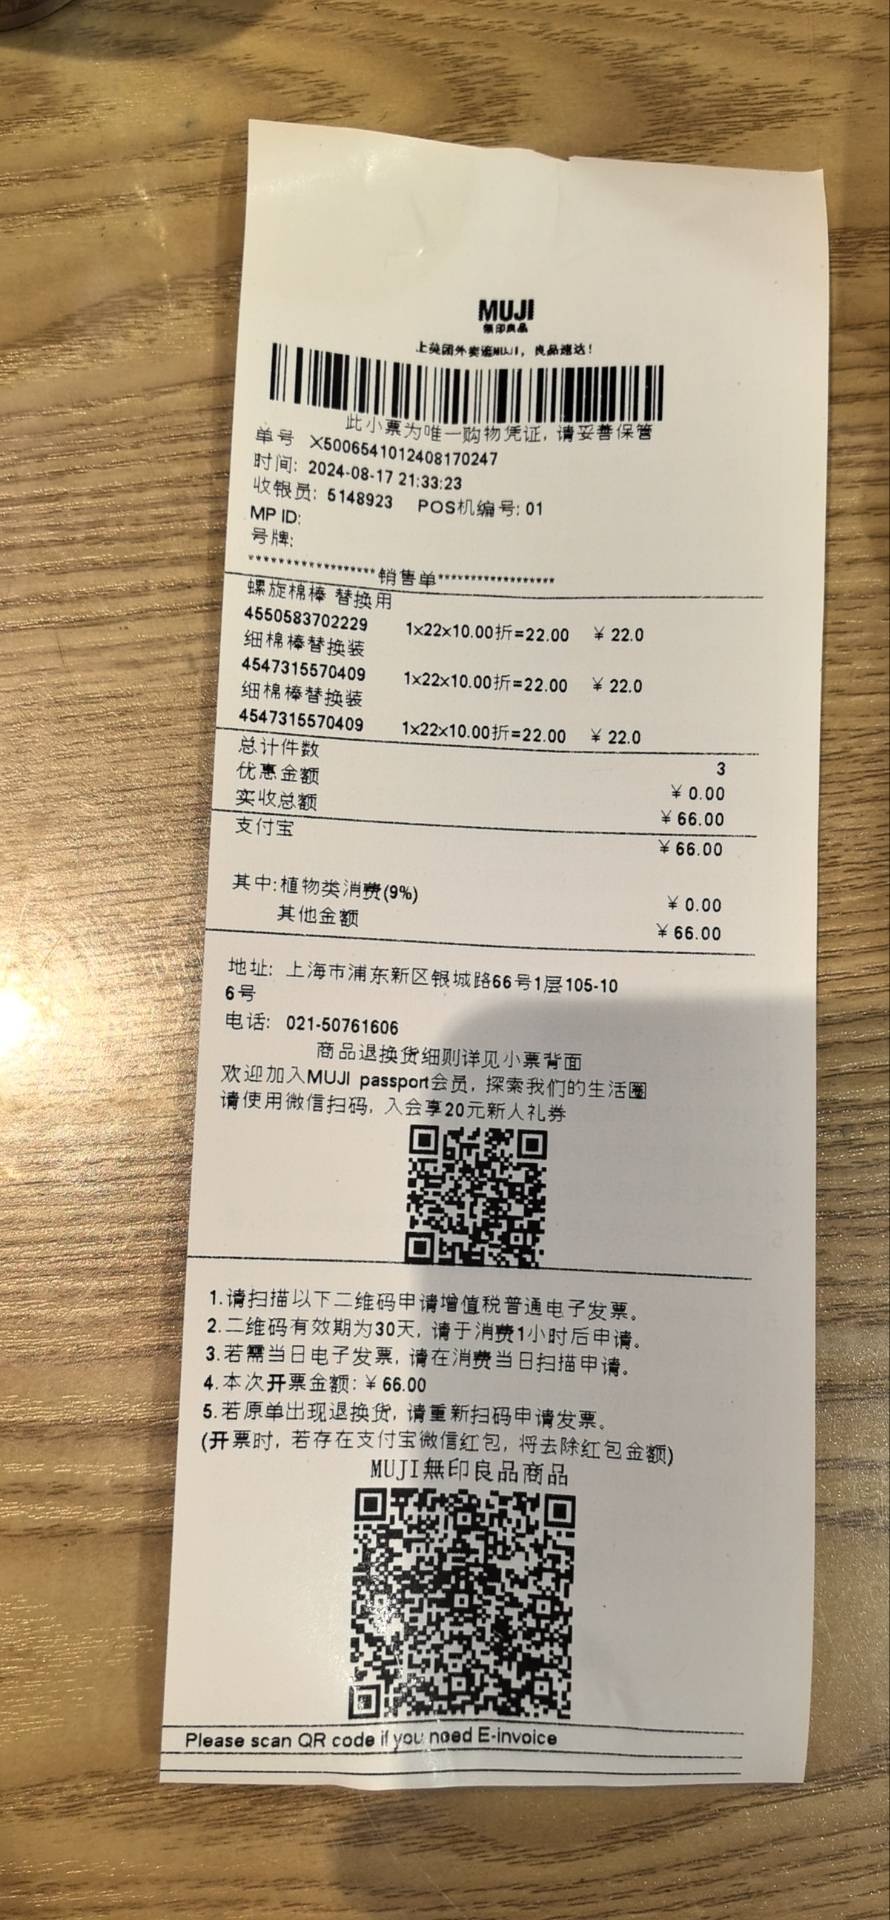 MUJI
無印良品
上美团外卖逛MUJI，良品速达！
此小票为唯一购物凭证，请妥善保管
单号 X5006541012408170247
时间: 2024-08-17 21:33:23
收银员: 5148923 POS机编号: 01
MP ID:
号牌:
******************销售单******************
螺旋棉棒 替换用
4550583702229 1x22x10.00折=22.00 ¥ 22.0
细棉棒替换装
4547315570409 1x22x10.00折=22.00 ¥ 22.0
细棉棒替换装
4547315570409 1x22x10.00折=22.00 ¥ 22.0
总计件数 3
优惠金额 ¥ 0.00
实收总额 ¥ 66.00
支付宝 ¥ 66.00
其中:植物类消费(9%) ¥ 0.00
其他金额 ¥ 66.00
地址: 上海市浦东新区银城路66号1层105-10
6号
电话: 021-50761606
商品退换货细则详见小票背面
欢迎加入MUJI passport会员，探索我们的生活圈
请使用微信扫码，入会享20元新人礼券
1.请扫描以下二维码申请增值税普通电子发票。
2.二维码有效期为30天，请于消费1小时后申请。
3.若需当日电子发票，请在消费当日扫描申请。
4.本次开票金额: ¥ 66.00
5.若原单出现退换货，请重新扫码申请发票。
(开票时，若存在支付宝微信红包，将去除红包金额)
MUJI無印良品商品
Please scan QR code if you need E-invoice